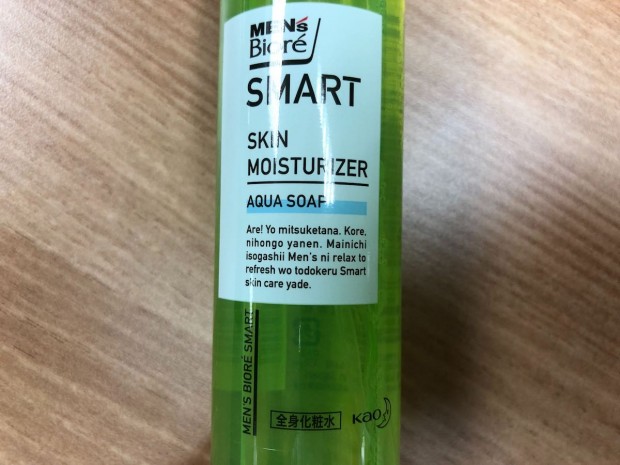 MEN's
Bioré
SMART
SKIN
MOISTURIZER
AQUA SOAP
Are! Yo mitsuketana. Kore,
nihongo yanen. Mainichi
isogashii Men's ni relax to
refresh wo todokeru Smart
skin care yade.
MEN'S BIORÉ SMART
全身化粧水
Kao